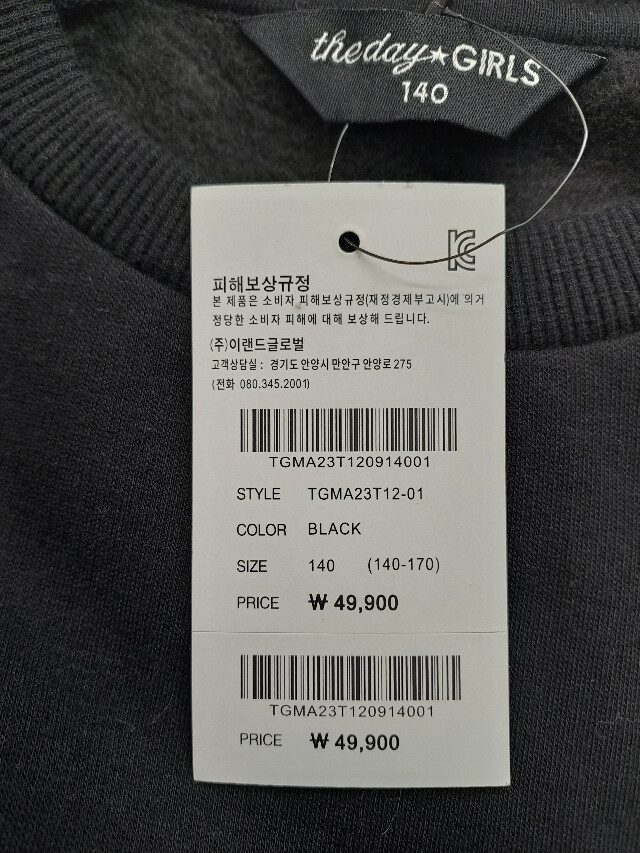 theday★GIRLS
140
피해보상규정
본 제품은 소비자 피해보상규정(재정경제부고시)에 의거
정당한 소비자 피해에 대해 보상해 드립니다.
(주)이랜드글로벌
고객상담실 : 경기도 안양시 만안구 안양로 275
(전화 080.345.2001)
TGMA23T120914001
STYLE TGMA23T12-01
COLOR BLACK
SIZE 140 (140-170)
PRICE ₩ 49,900
TGMA23T120914001
PRICE ₩ 49,900